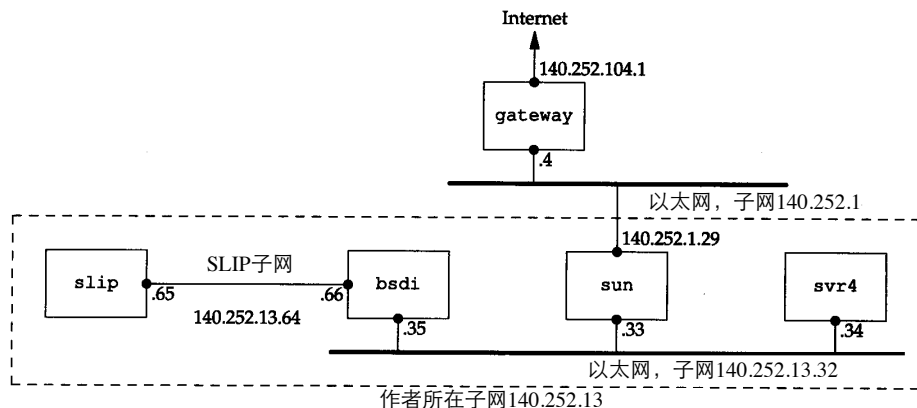 Internet
140.252.104.1
gateway
.4
以太网，子网140.252.1
140.252.1.29
slip
SLIP子网
bsdi
sun
svr4
.65
.66
140.252.13.64
.35
.33
.34
以太网，子网140.252.13.32
作者所在子网140.252.13